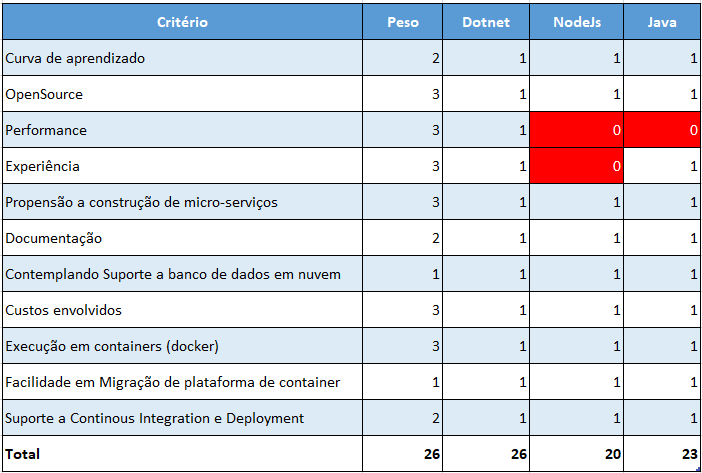 Critério Peso Dotnet NodeJs Java
Curva de aprendizado 2 1 1 1
OpenSource 3 1 1 1
Performance 3 1 0 0
Experiência 3 1 0 1
Propensão a construção de micro-serviços 3 1 1 1
Documentação 2 1 1 1
Contemplando Suporte a banco de dados em nuvem 1 1 1 1
Custos envolvidos 3 1 1 1
Execução em containers (docker) 3 1 1 1
Facilidade em Migração de plataforma de container 1 1 1 1
Suporte a Continous Integration e Deployment 2 1 1 1
Total 26 26 20 23